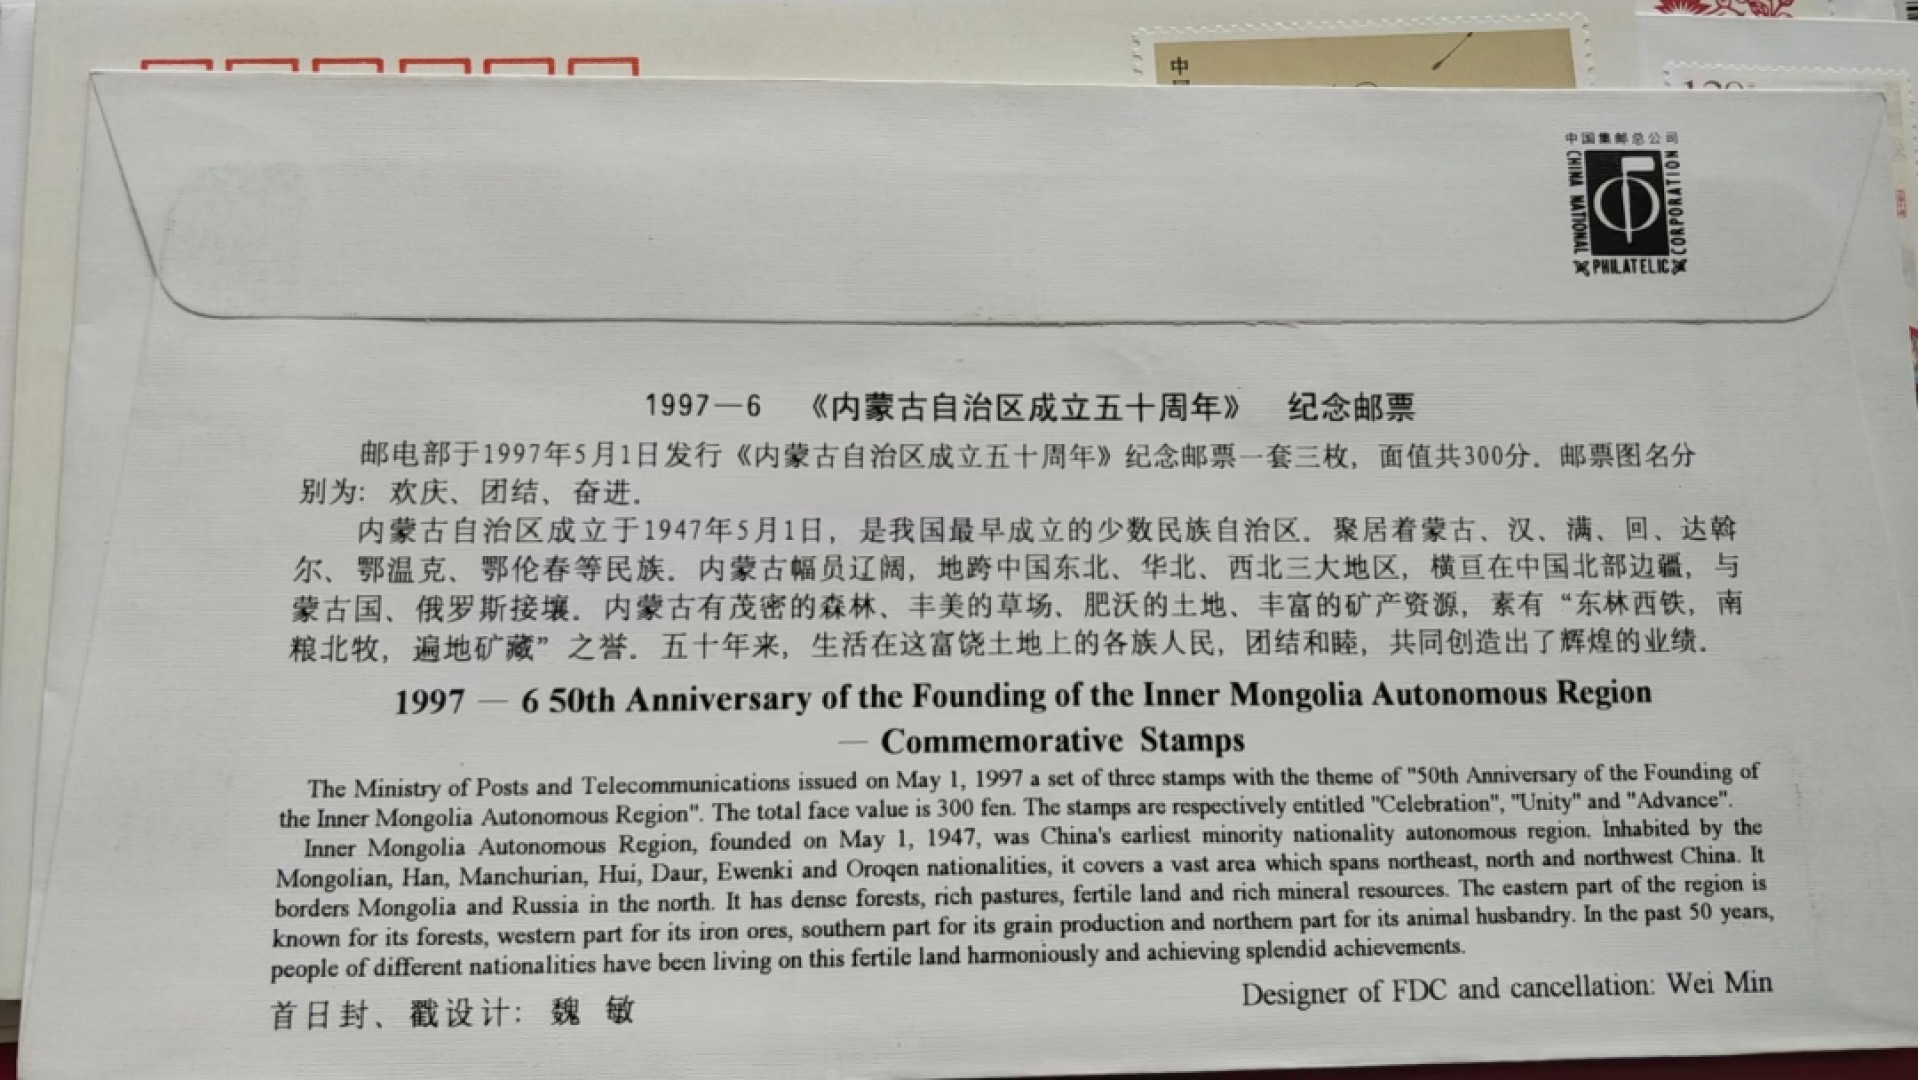 中
中国集邮总公司
CHINA NATIONAL
PHILATELIC
CORPORATION
1997—6 《内蒙古自治区成立五十周年》 纪念邮票
邮电部于1997年5月1日发行《内蒙古自治区成立五十周年》纪念邮票一套三枚，面值共300分．邮票图名分
别为：欢庆、团结、奋进．
内蒙古自治区成立于1947年5月1日，是我国最早成立的少数民族自治区．聚居着蒙古、汉、满、回、达斡
尔、鄂温克、鄂伦春等民族．内蒙古幅员辽阔，地跨中国东北、华北、西北三大地区，横亘在中国北部边疆，与
蒙古国、俄罗斯接壤．内蒙古有茂密的森林、丰美的草场、肥沃的土地、丰富的矿产资源，素有“东林西铁，南
粮北牧，遍地矿藏”之誉．五十年来，生活在这富饶土地上的各族人民，团结和睦，共同创造出了辉煌的业绩．
1997 — 6 50th Anniversary of the Founding of the Inner Mongolia Autonomous Region
— Commemorative Stamps
The Ministry of Posts and Telecommunications issued on May 1, 1997 a set of three stamps with the theme of "50th Anniversary of the Founding of
the Inner Mongolia Autonomous Region". The total face value is 300 fen. The stamps are respectively entitled "Celebration", "Unity" and "Advance".
Inner Mongolia Autonomous Region, founded on May 1, 1947, was China's earliest minority nationality autonomous region. Inhabited by the
Mongolian, Han, Manchurian, Hui, Daur, Ewenki and Oroqen nationalities, it covers a vast area which spans northeast, north and northwest China. It
borders Mongolia and Russia in the north. It has dense forests, rich pastures, fertile land and rich mineral resources. The eastern part of the region is
known for its forests, western part for its iron ores, southern part for its grain production and northern part for its animal husbandry. In the past 50 years,
people of different nationalities have been living on this fertile land harmoniously and achieving splendid achievements.
首日封、戳设计：魏 敏
Designer of FDC and cancellation: Wei Min